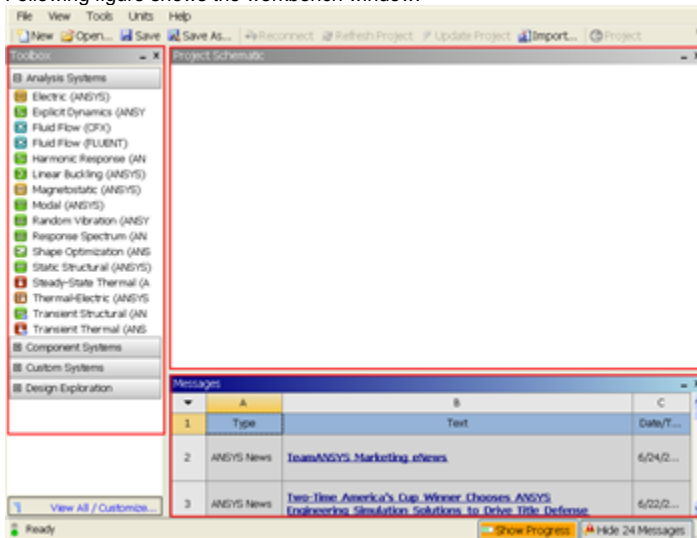 Following figure shows the workbench window.
File View Tools Units Help
New Open... Save Save As... Reconnect Refresh Project Update Project Import... Project
Toolbox
Project Schematic
Analysis Systems
Electric (ANSYS)
Explicit Dynamics (ANSY
Fluid Flow (CFX)
Fluid Flow (FLUENT)
Harmonic Response (AN
Linear Buckling (ANSYS)
Magnetostatic (ANSYS)
Modal (ANSYS)
Random Vibration (ANSY
Response Spectrum (AN
Shape Optimization (ANS
Static Structural (ANSYS)
Steady-State Thermal (A
Thermal-Electric (ANSYS
Transient Structural (AN
Transient Thermal (ANS
Component Systems
Custom Systems
Design Exploration
View All / Customize...
Messages
A B C
1 Type Text Date/T...
2 ANSYS News TeamANSYS Marketing eNews 6/24/2...
3 ANSYS News Two-Time America's Cup Winner Chooses ANSYS
Engineering Simulation Solutions to Drive Title Defense 6/22/2...
Ready
Show Progress Hide 24 Messages